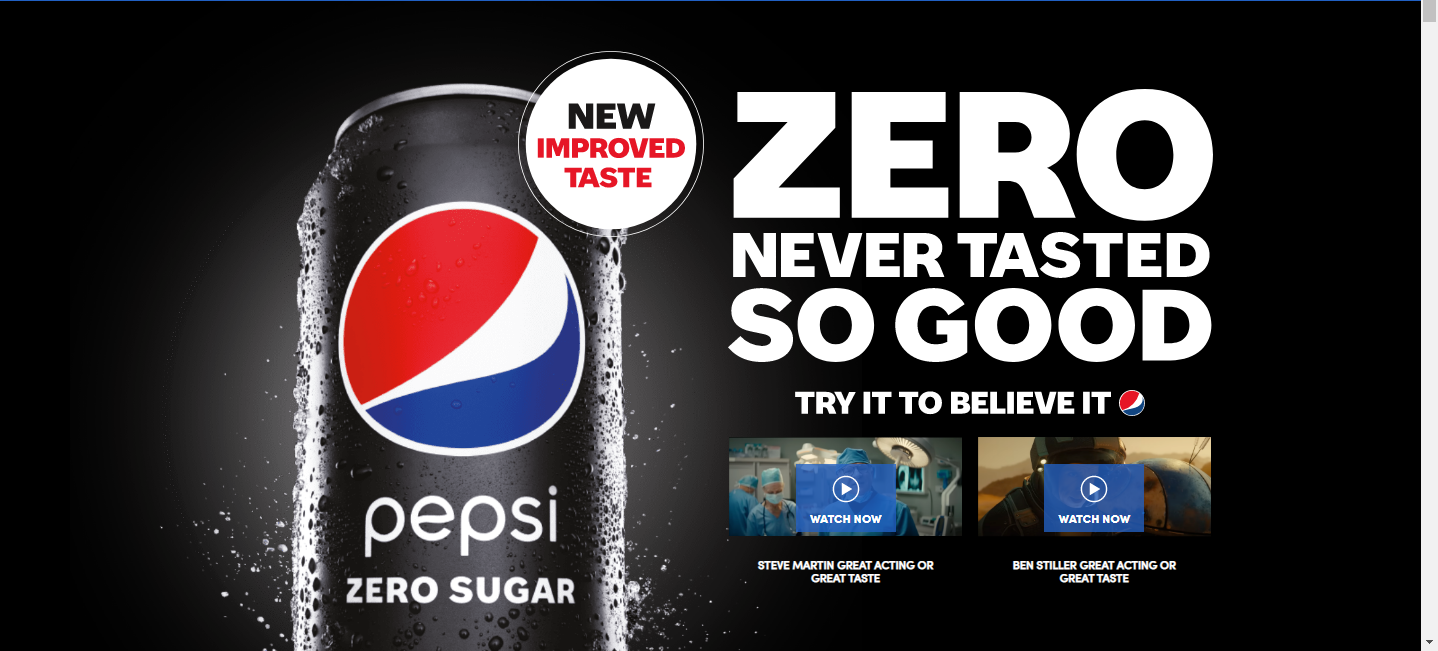 NEW
IMPROVED
TASTE
ZERO
NEVER TASTED
SO GOOD
TRY IT TO BELIEVE IT
pepsi
ZERO SUGAR
WATCH NOW
STEVE MARTIN GREAT ACTING OR
GREAT TASTE
WATCH NOW
BEN STILLER GREAT ACTING OR
GREAT TASTE